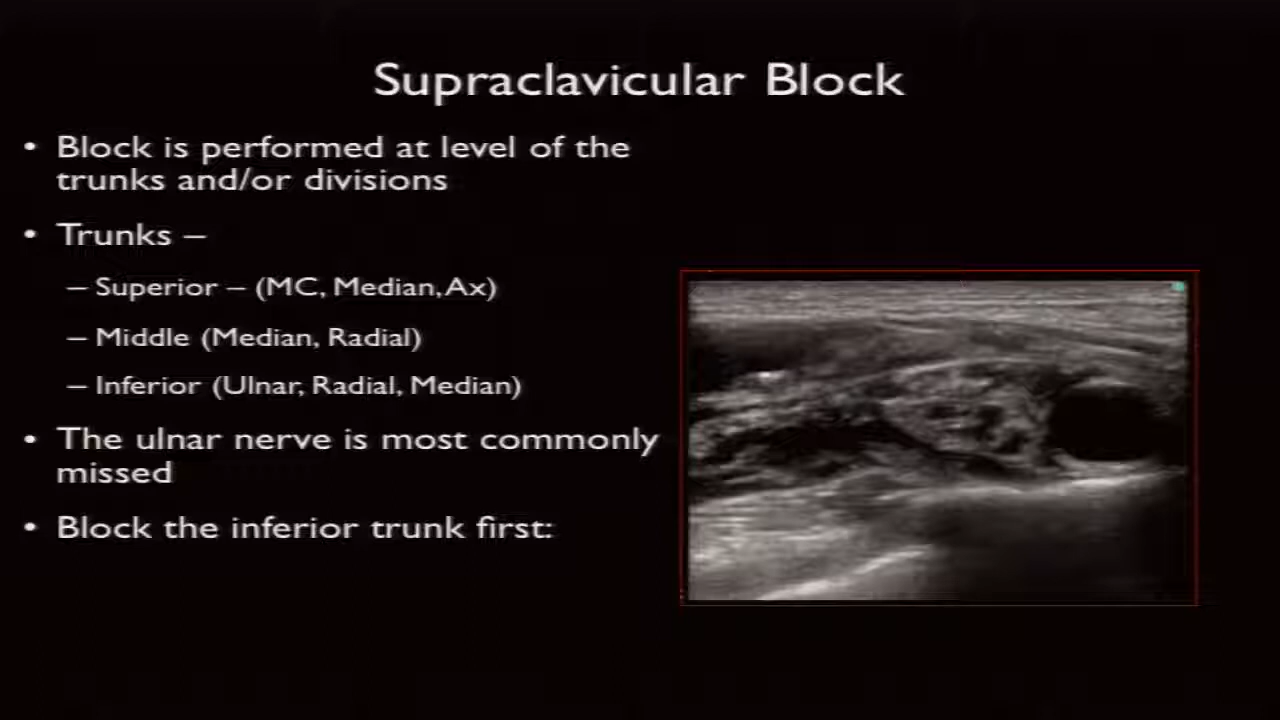 Supraclavicular Block
• Block is performed at level of the
trunks and/or divisions
• Trunks –
– Superior – (MC, Median, Ax)
– Middle (Median, Radial)
– Inferior (Ulnar, Radial, Median)
• The ulnar nerve is most commonly
missed
• Block the inferior trunk first: